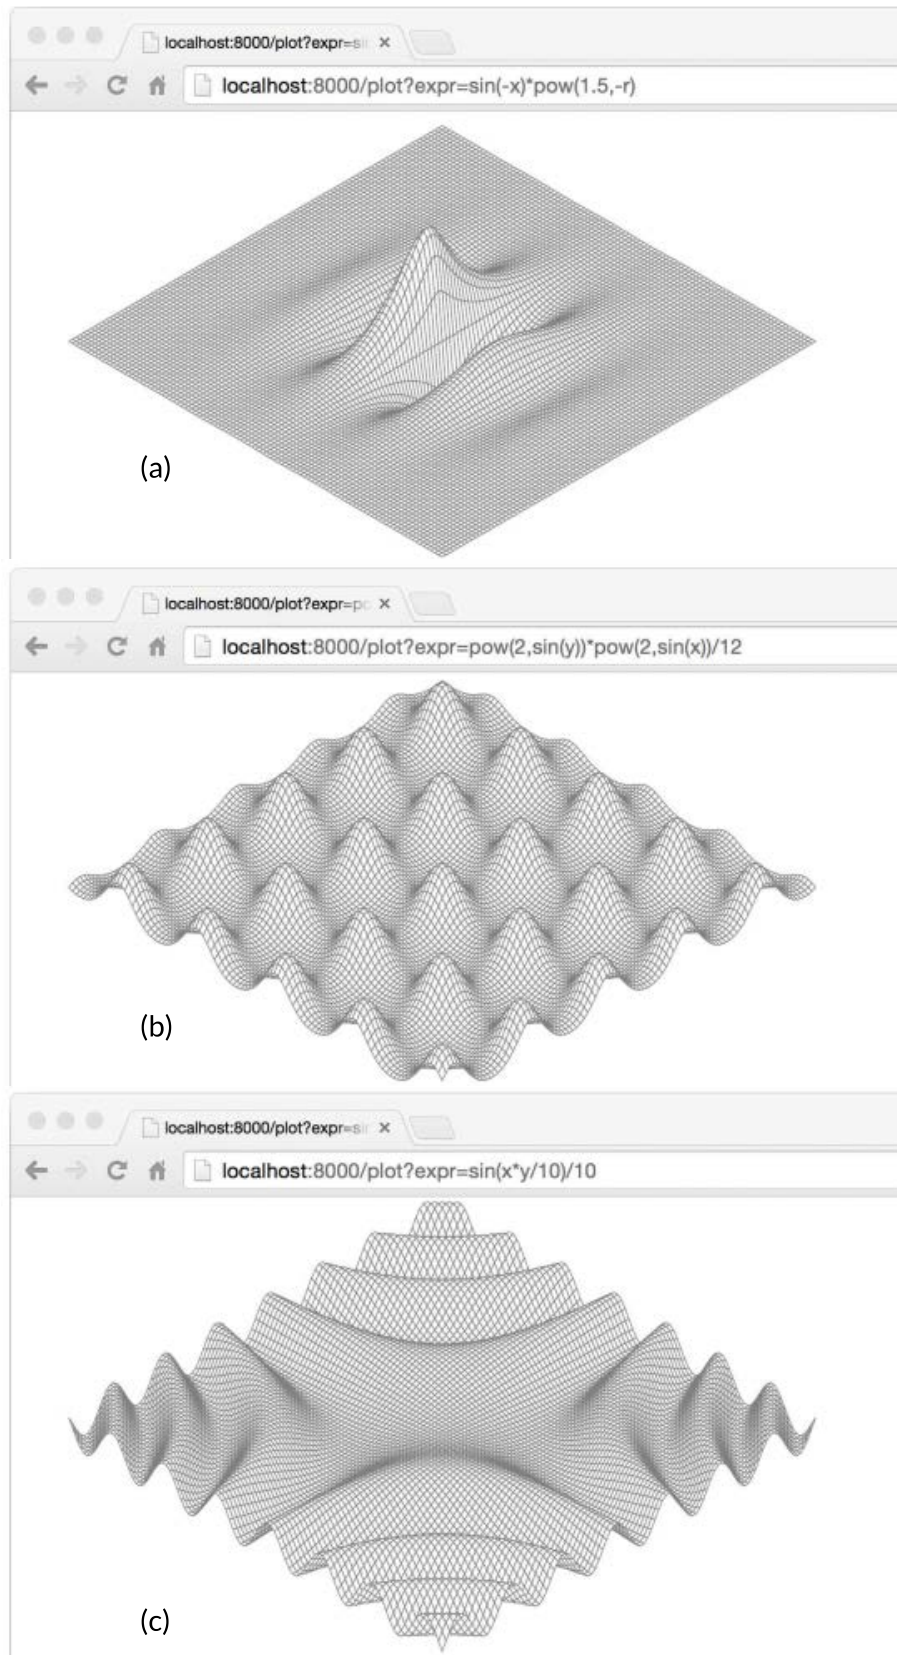 localhost:8000/plot?expr=si
localhost:8000/plot?expr=sin(-x)*pow(1.5,-r)
(a)
localhost:8000/plot?expr=po
localhost:8000/plot?expr=pow(2,sin(y))*pow(2,sin(x))/12
(b)
localhost:8000/plot?expr=si
localhost:8000/plot?expr=sin(x*y/10)/10
(c)